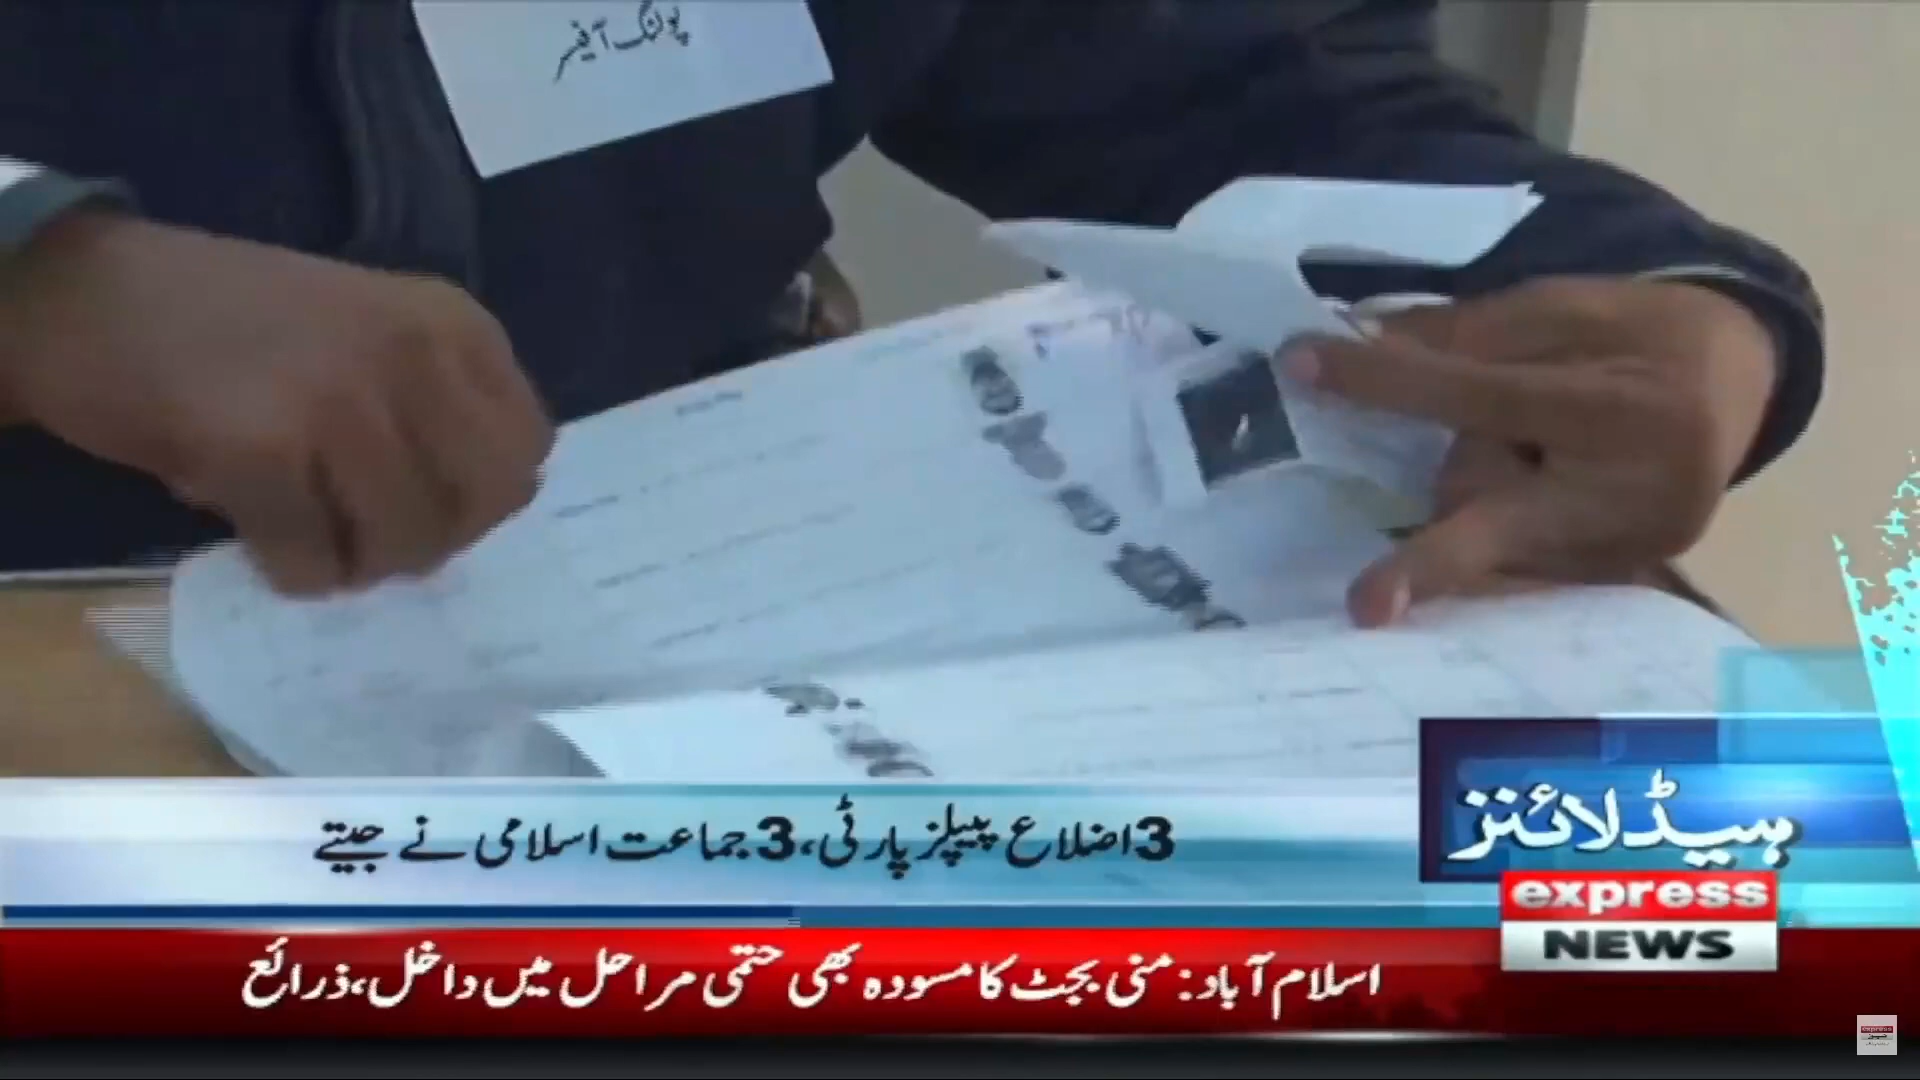 پولنگ آفیسر
3 اضلاع پیپلز پارٹی، 3 جماعت اسلامی نے جیتے
ہیڈلائنز
express
NEWS
اسلام آباد: منی بجٹ کا مسودہ بھی حتمی مراحل میں داخل، ذرائع